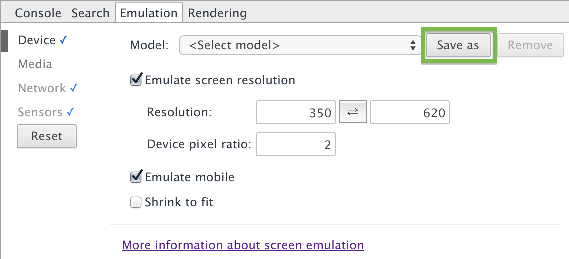 Console Search Emulation Rendering
Device ✓ Model: <Select model> Save as Remove
Media
Emulate screen resolution
Network ✓
Sensors ✓ Resolution: 350 ⇄ 620
Reset
Device pixel ratio: 2
Emulate mobile
Shrink to fit
More information about screen emulation